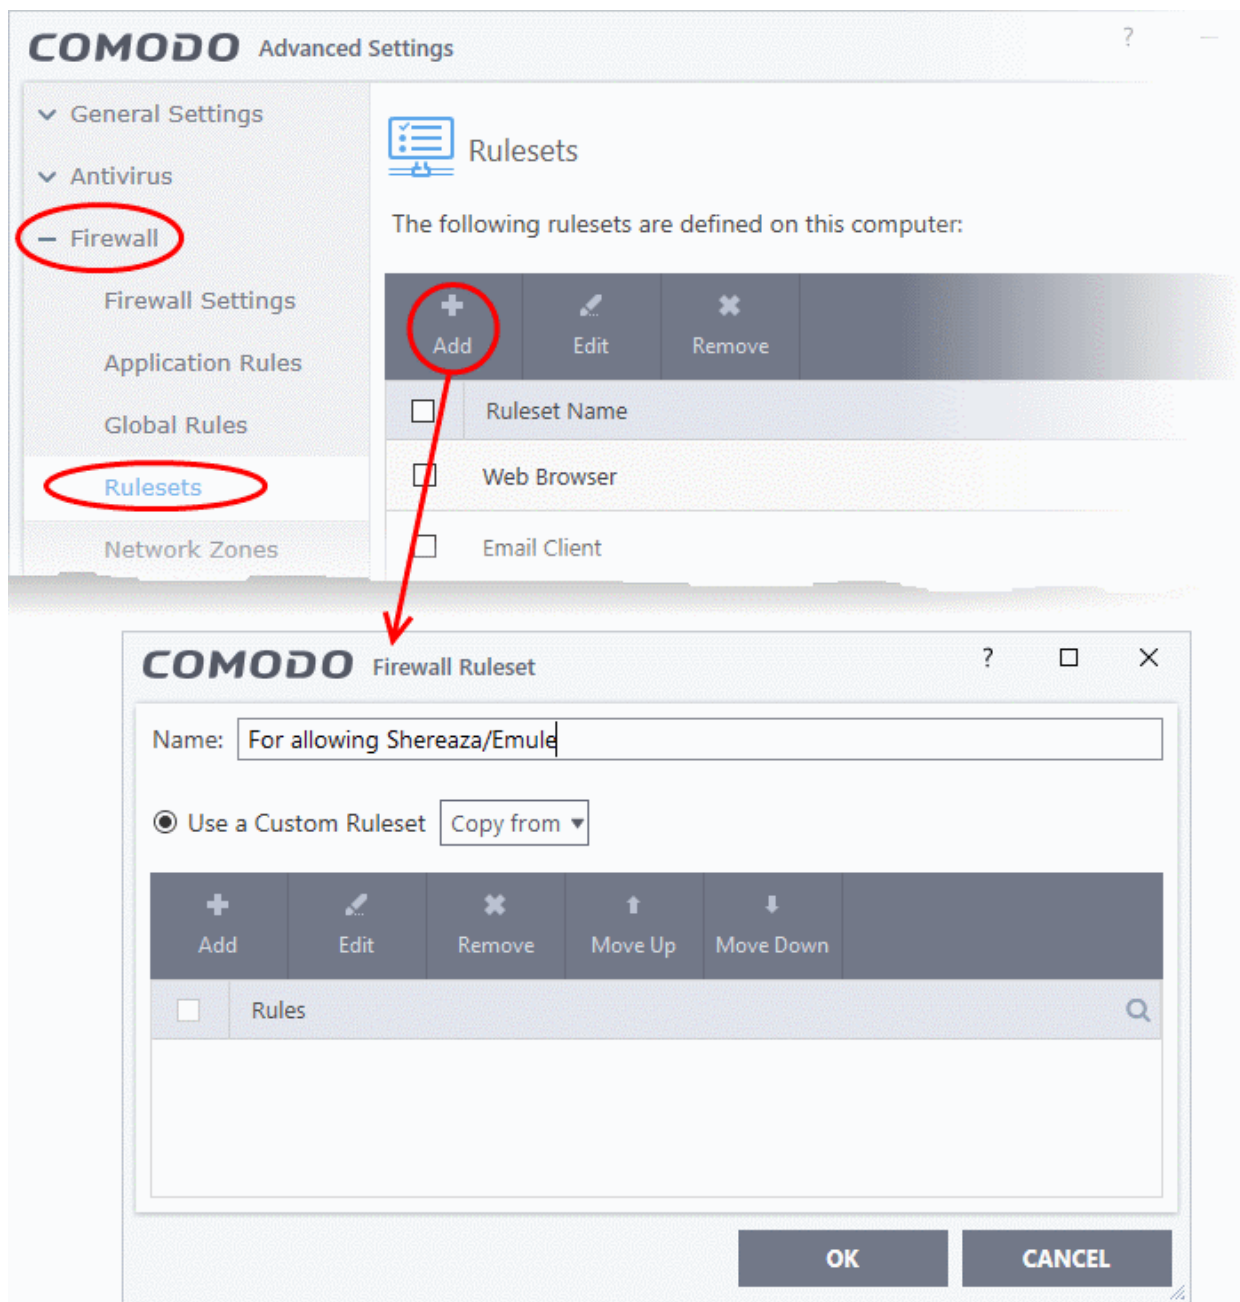 COMODO Advanced Settings ?
General Settings
Antivirus
Firewall
Firewall Settings
Application Rules
Global Rules
Rulesets
Network Zones
Rulesets
The following rulesets are defined on this computer:
Add Edit Remove
Ruleset Name
Web Browser
Email Client
COMODO Firewall Ruleset ?
Name: For allowing Shereaza/Emule
Use a Custom Ruleset Copy from
Add Edit Remove Move Up Move Down
Rules
OK CANCEL